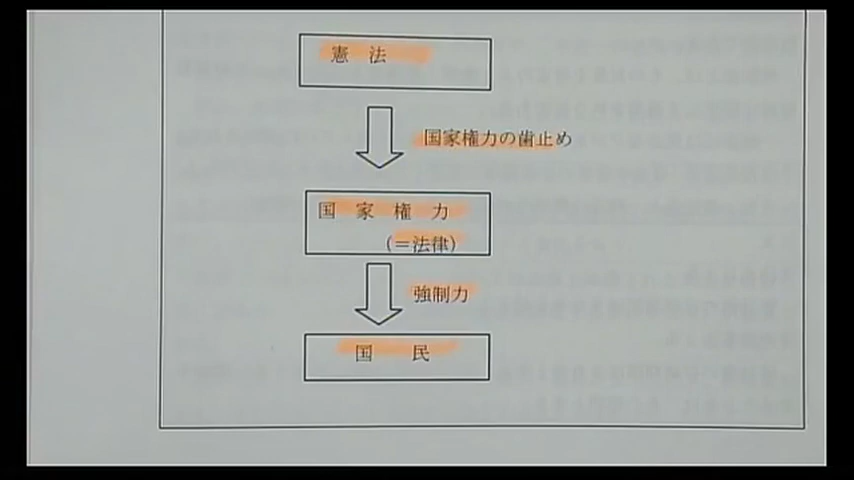 憲法
国家権力の歯止め
国家権力
(=法律)
強制力
国民